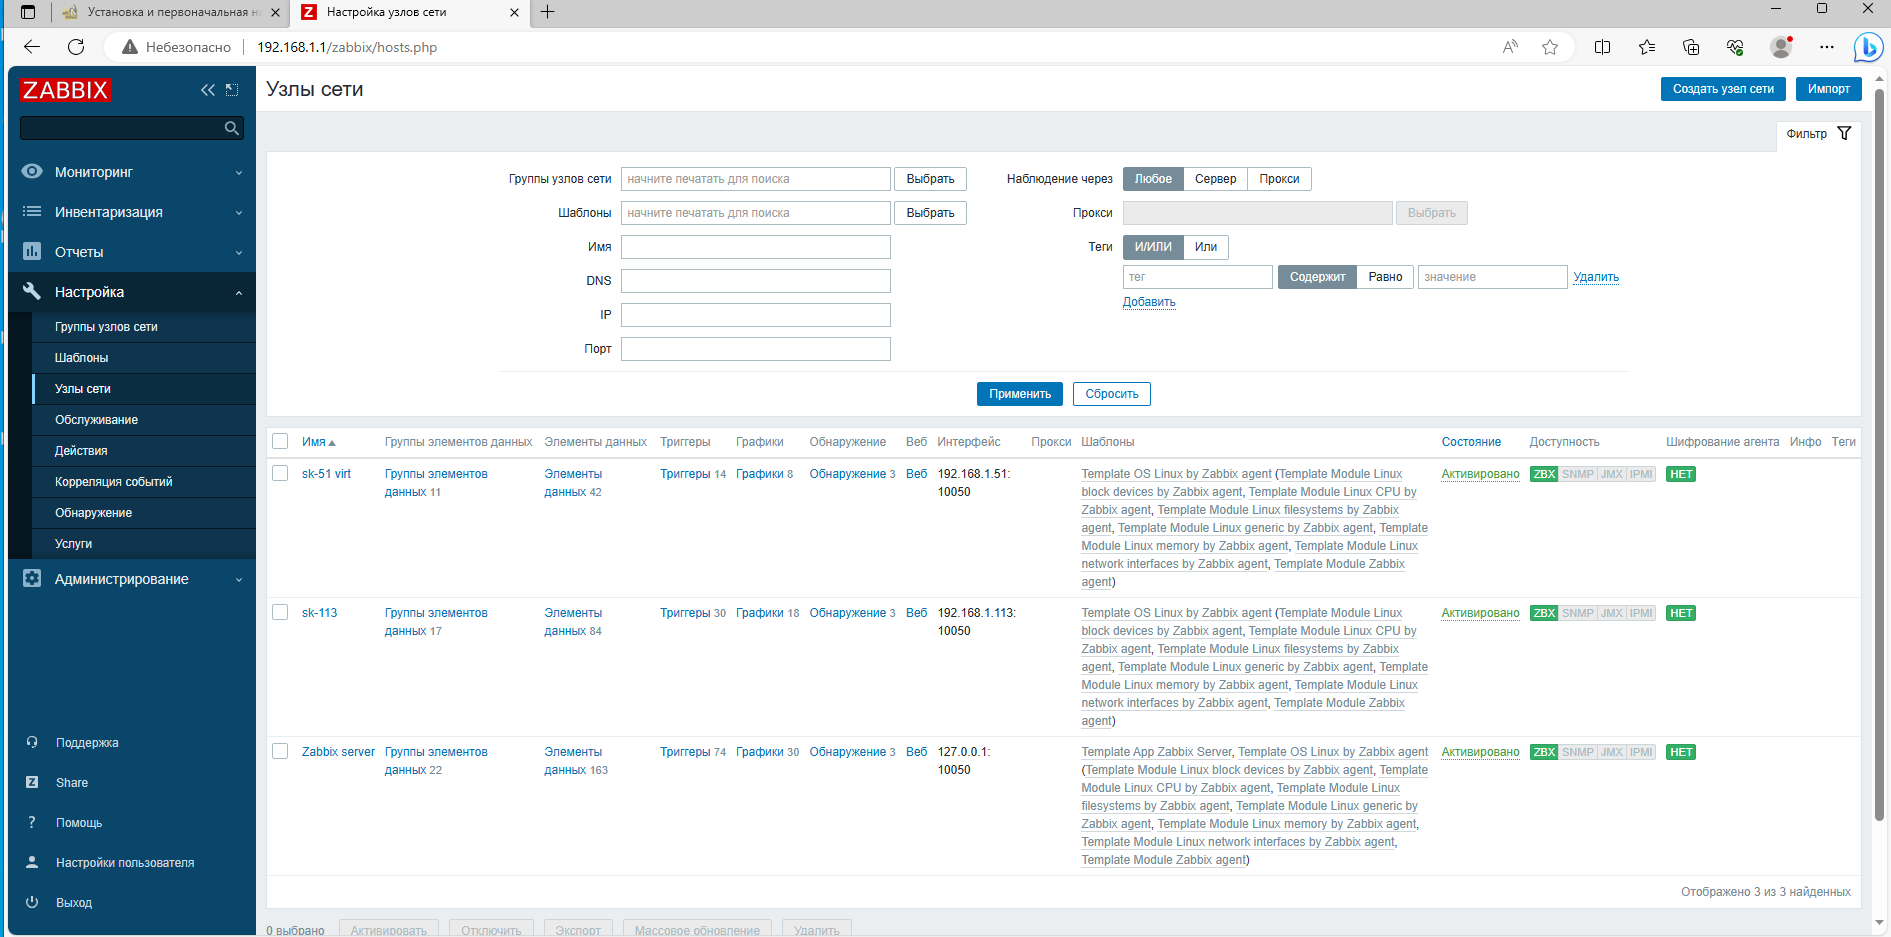 Установка и первоначальная н
Настройка узлов сети
Небезопасно
192.168.1.1/zabbix/hosts.php
ZABBIX
Мониторинг
Инвентаризация
Отчеты
Настройка
Группы узлов сети
Шаблоны
Узлы сети
Обслуживание
Действия
Корреляция событий
Обнаружение
Услуги
Администрирование
Поддержка
Z Share
? Помощь
Настройки пользователя
Выход
Узлы сети
Создать узел сети
Импорт
Фильтр
Группы узлов сети начните печатать для поиска Выбрать
Шаблоны начните печатать для поиска Выбрать
Имя
DNS
IP
Порт
Наблюдение через Любое Сервер Прокси
Прокси Выбрать
Теги И/ИЛИ Или
тег Содержит Равно значение Удалить
Добавить
Применить Сбросить
Имя Группы элементов данных Элементы данных Триггеры Графики Обнаружение Веб Интерфейс Прокси Шаблоны Состояние Доступность Шифрование агента Инфо Теги
sk-51 virt
Группы элементов
данных 11
Элементы
данных 42
Триггеры 14
Графики 8
Обнаружение 3
Веб
192.168.1.51:
10050
Template OS Linux by Zabbix agent (Template Module Linux
block devices by Zabbix agent, Template Module Linux CPU by
Zabbix agent, Template Module Linux filesystems by Zabbix
agent, Template Module Linux generic by Zabbix agent, Template
Module Linux memory by Zabbix agent, Template Module Linux
network interfaces by Zabbix agent, Template Module Zabbix
agent)
Активировано
ZBX SNMP JMX IPMI
НЕТ
sk-113
Группы элементов
данных 17
Элементы
данных 84
Триггеры 30
Графики 18
Обнаружение 3
Веб
192.168.1.113:
10050
Template OS Linux by Zabbix agent (Template Module Linux
block devices by Zabbix agent, Template Module Linux CPU by
Zabbix agent, Template Module Linux filesystems by Zabbix
agent, Template Module Linux generic by Zabbix agent, Template
Module Linux memory by Zabbix agent, Template Module Linux
network interfaces by Zabbix agent, Template Module Zabbix
agent)
Активировано
ZBX SNMP JMX IPMI
НЕТ
Zabbix server
Группы элементов
данных 22
Элементы
данных 163
Триггеры 74
Графики 30
Обнаружение 3
Веб
127.0.0.1:
10050
Template App Zabbix Server, Template OS Linux by Zabbix agent
(Template Module Linux block devices by Zabbix agent, Template
Module Linux CPU by Zabbix agent, Template Module Linux
filesystems by Zabbix agent, Template Module Linux generic by
Zabbix agent, Template Module Linux memory by Zabbix agent,
Template Module Linux network interfaces by Zabbix agent,
Template Module Zabbix agent)
Активировано
ZBX SNMP JMX IPMI
НЕТ
Отображено 3 из 3 найденных
0 выбрано Активировать Отключить Экспорт Массовое обновление Удалить